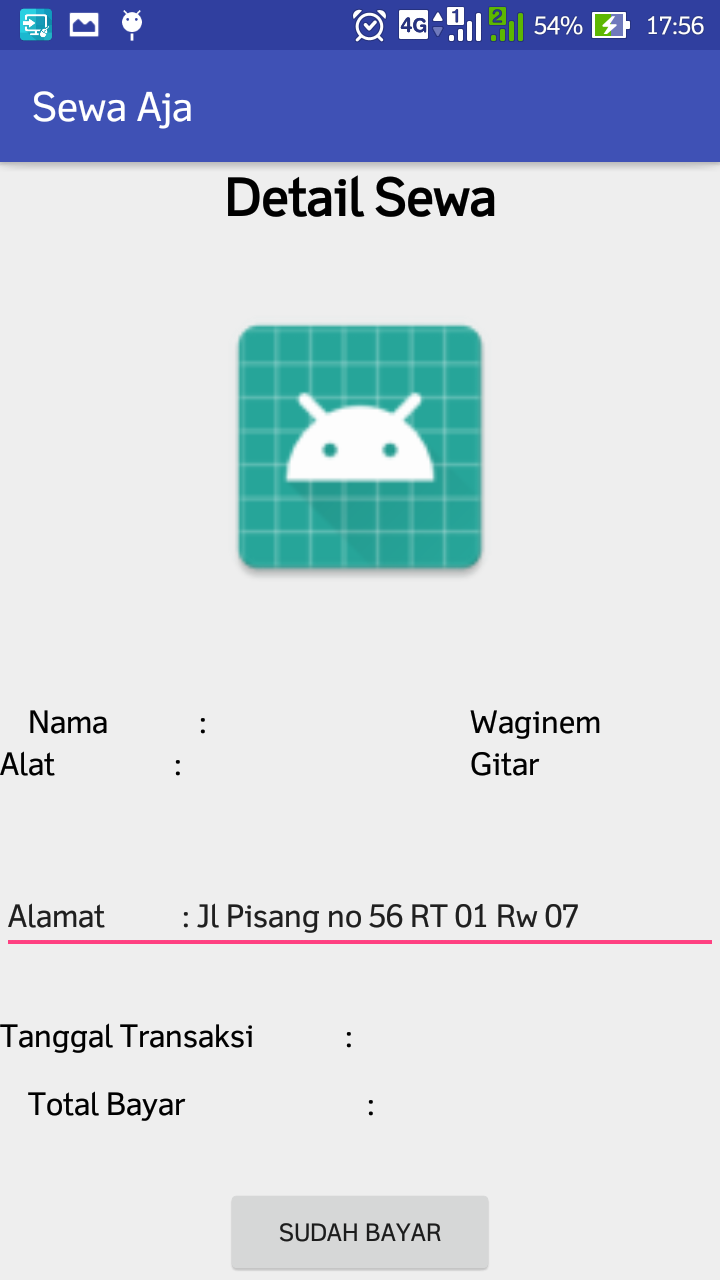 4G 1 2 54% 17:56
Sewa Aja
Detail Sewa
Nama : Waginem
Alat : Gitar
Alamat : Jl Pisang no 56 RT 01 Rw 07
Tanggal Transaksi :
Total Bayar :
SUDAH BAYAR